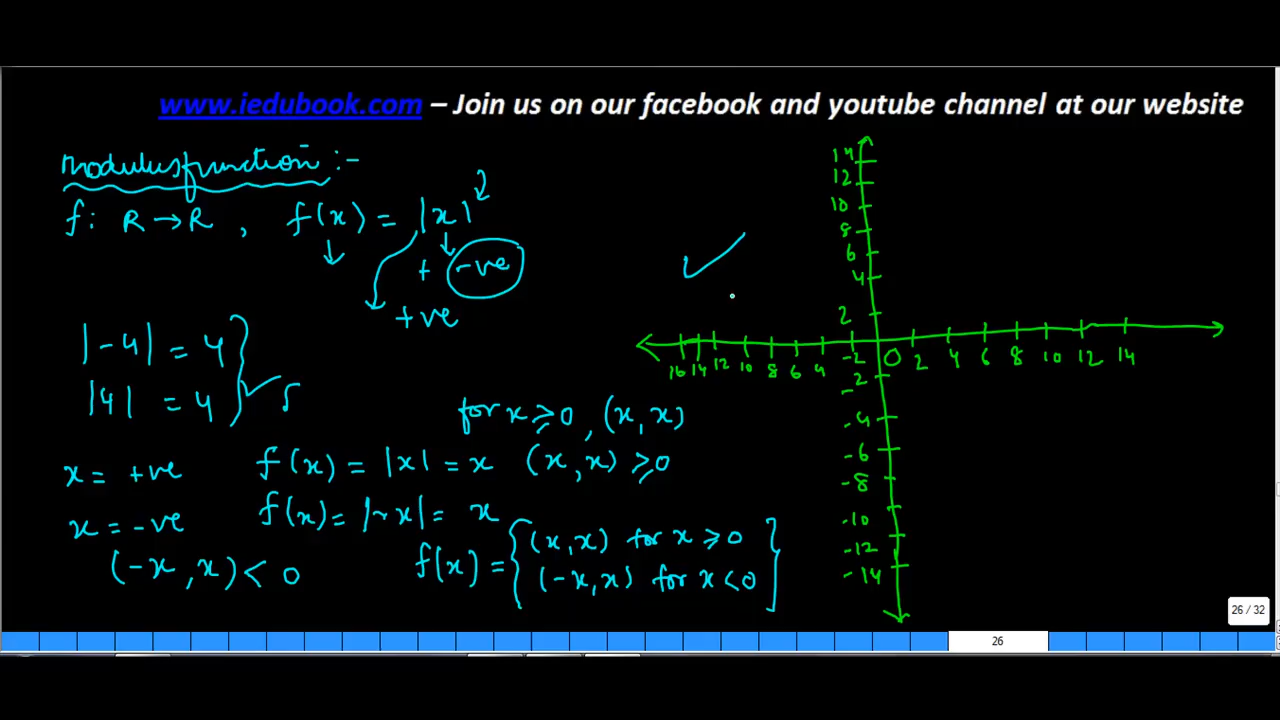 www.iedubook.com – Join us on our facebook and youtube channel at our website
Modulus function :-
f: R → R , f(x) = |x|
+ -ve
+ve
|-4| = 4
|4| = 4
for x ≥ 0, (x, x)
x = +ve f(x) = |x| = x (x, x) ≥ 0
x = -ve f(x) = |-x| = x
(-x, x) < 0
f(x) = { (x, x) for x ≥ 0
(-x, x) for x < 0 }
14
12
10
8
6
4
2
16 14 12 10 8 6 4 -2 0 2 4 6 8 10 12 14
-2
-4
-6
-8
-10
-12
-14
26 / 32
26